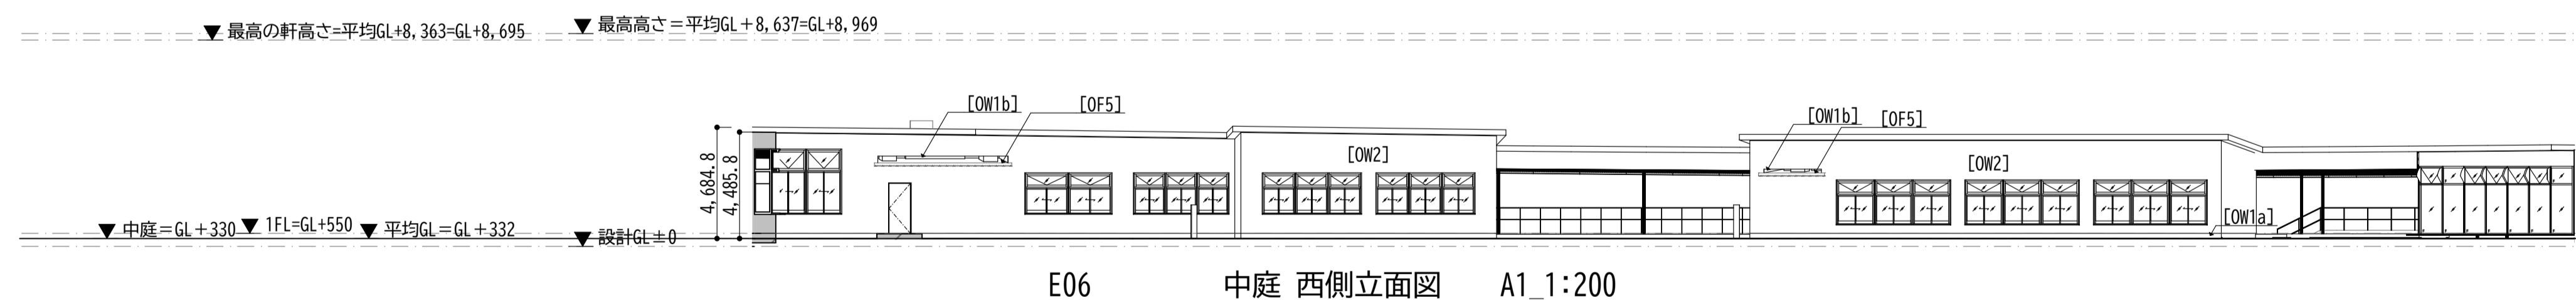 最高の軒高さ=平均GL+8,363=GL+8,695
最高高さ＝平均GL＋8,637=GL+8,969
[OW1b]
[OF5]
[OW1b]
[OF5]
[OW2]
[OW2]
4,684.8
4,485.8
[OW1a]
中庭＝GL＋330
1FL=GL+550
平均GL＝GL＋332
設計GL±0
E06 中庭 西側立面図 A1_1:200